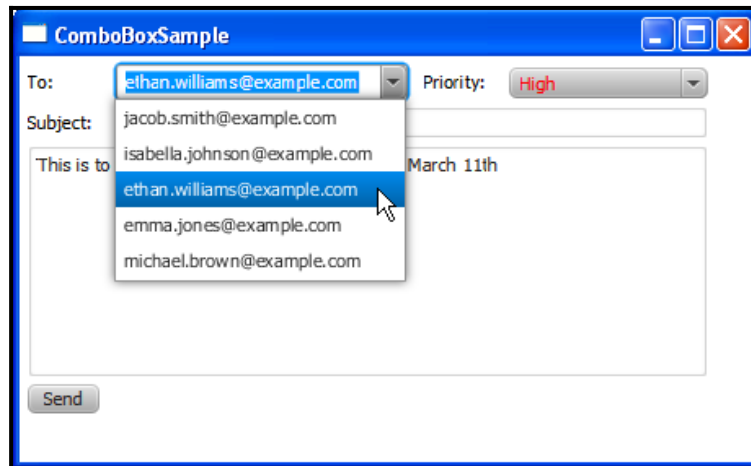 ComboBoxSample
To: ethan.williams@example.com Priority: High
Subject:
jacob.smith@example.com
isabella.johnson@example.com
This is to March 11th
ethan.williams@example.com
emma.jones@example.com
michael.brown@example.com
Send